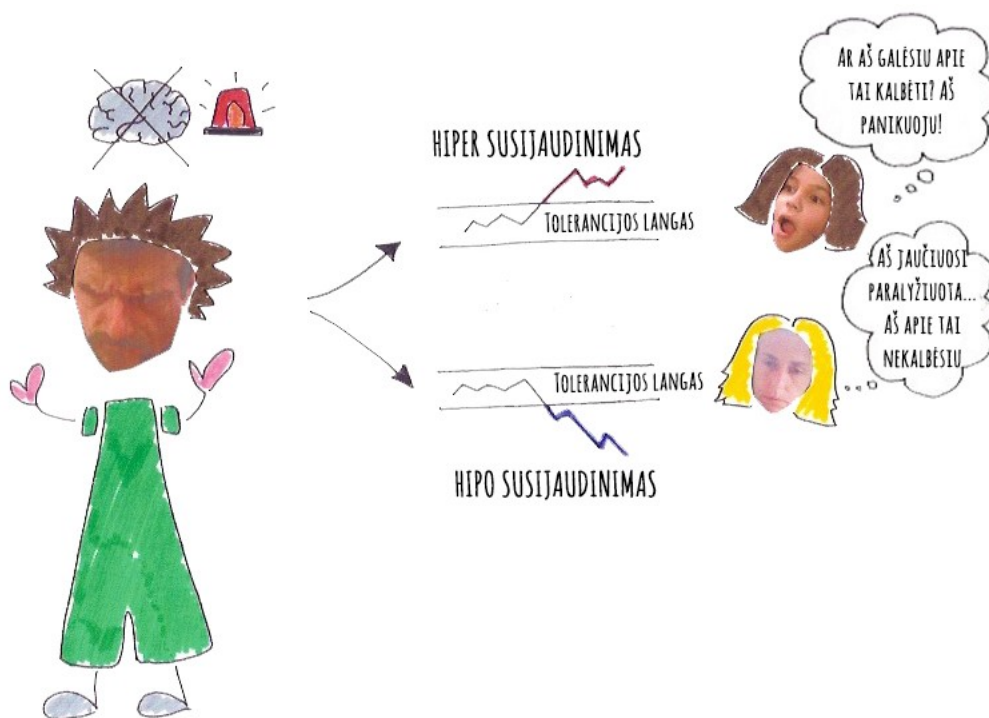 AR AŠ GALĖSIU APIE
TAI KALBĖTI? AŠ
PANIKUOJU!
HIPER SUSIJAUDINIMAS
TOLERANCIJOS LANGAS
AŠ JAUČIUOSI
PARALYŽIUOTA...
AŠ APIE TAI
NEKALBĖSIU
TOLERANCIJOS LANGAS
HIPO SUSIJAUDINIMAS